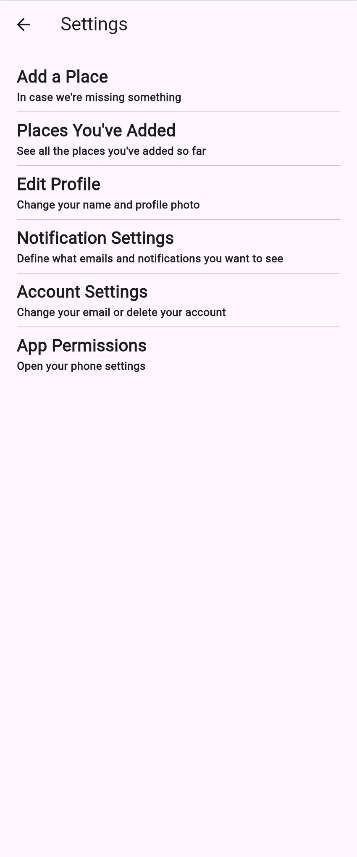 Settings
Add a Place
In case we're missing something
Places You've Added
See all the places you've added so far
Edit Profile
Change your name and profile photo
Notification Settings
Define what emails and notifications you want to see
Account Settings
Change your email or delete your account
App Permissions
Open your phone settings